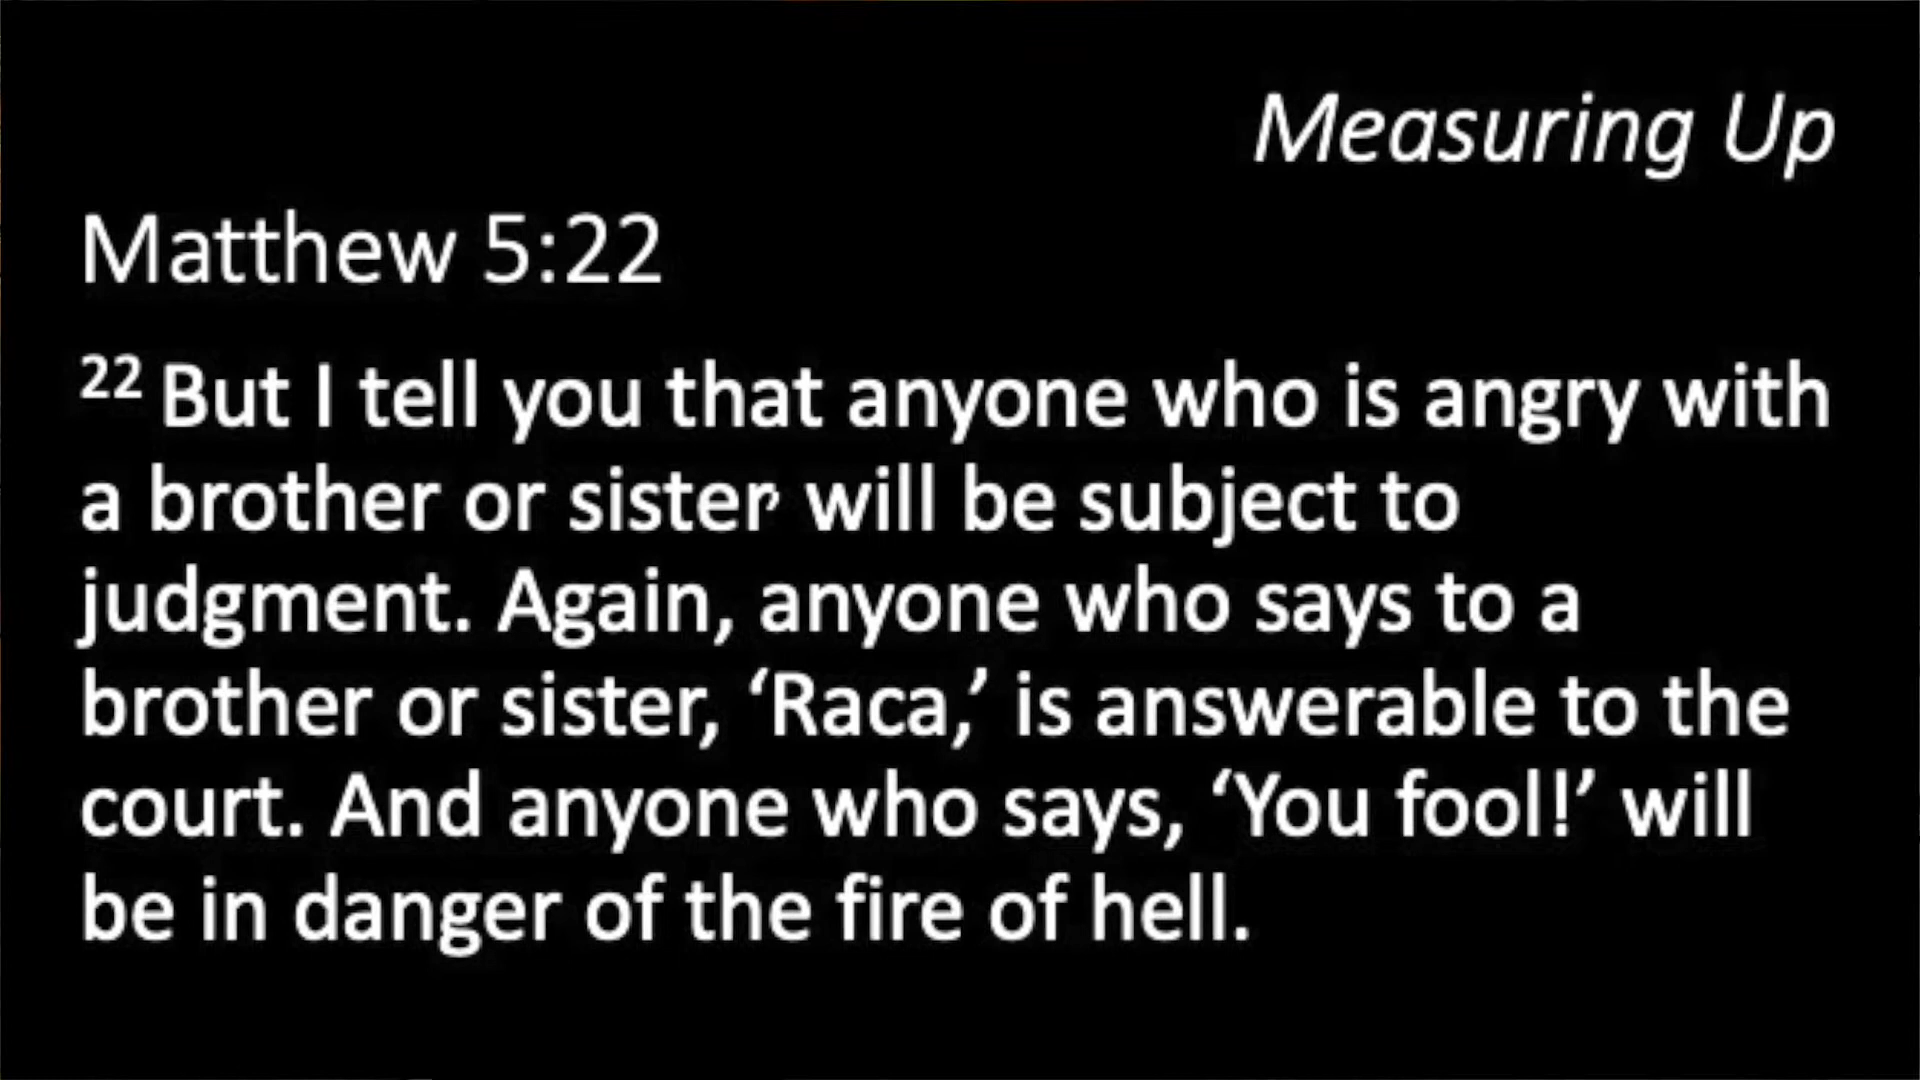 Measuring Up
Matthew 5:22
22 But I tell you that anyone who is angry with
a brother or sister will be subject to
judgment. Again, anyone who says to a
brother or sister, ‘Raca,’ is answerable to the
court. And anyone who says, ‘You fool!’ will
be in danger of the fire of hell.